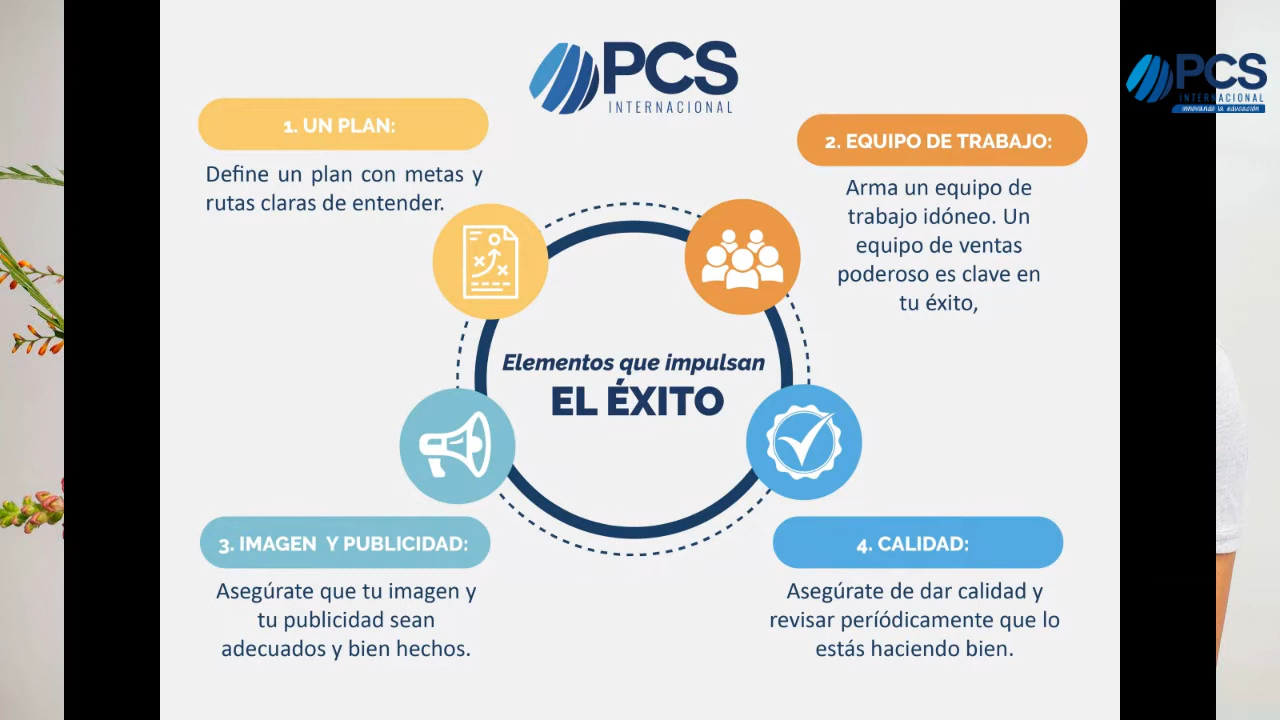 PCS
INTERNACIONAL
PCS
INTERNACIONAL
innovando la educación
1. UN PLAN:
Define un plan con metas y
rutas claras de entender.
2. EQUIPO DE TRABAJO:
Arma un equipo de
trabajo idóneo. Un
equipo de ventas
poderoso es clave en
tu éxito,
Elementos que impulsan
EL ÉXITO
3. IMAGEN Y PUBLICIDAD:
Asegúrate que tu imagen y
tu publicidad sean
adecuados y bien hechos.
4. CALIDAD:
Asegúrate de dar calidad y
revisar períódicamente que lo
estás haciendo bien.